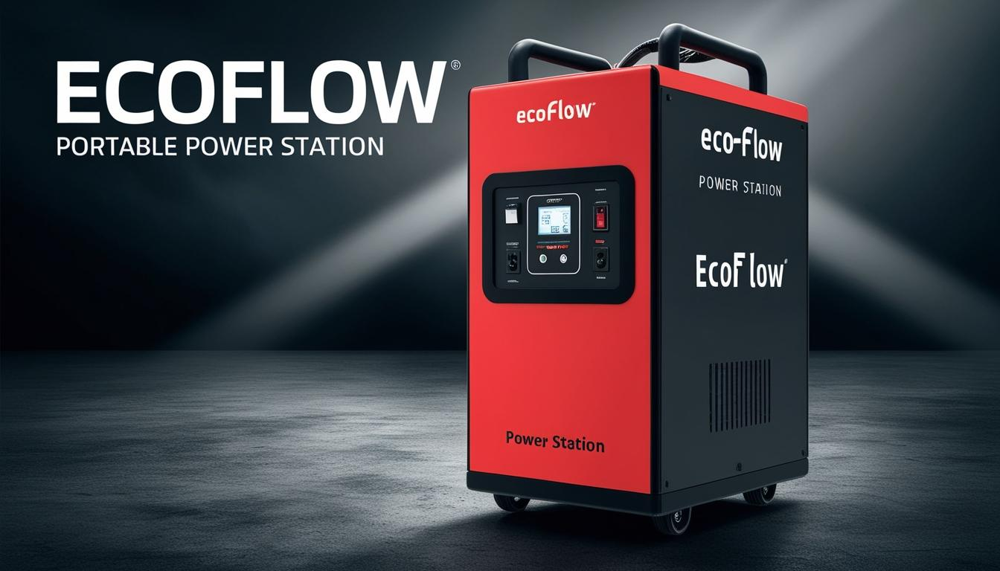 ECOFLOW
PORTABLE POWER STATION
ecoFlow
eco-Flow
POWER STATION
EcoF low
Power Station